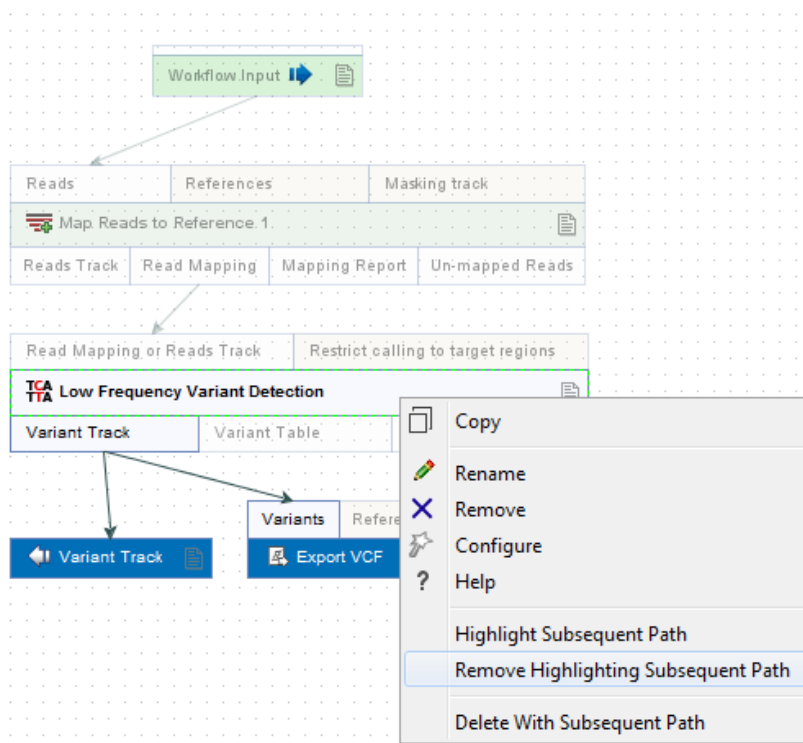 Workflow Input
Reads References Masking track
Map Reads to Reference 1
Reads Track Read Mapping Mapping Report Un-mapped Reads
Read Mapping or Reads Track Restrict calling to target regions
TCA
TTA Low Frequency Variant Detection
Variant Track Variant Table
Variants
Variant Track Export VCF
Copy
Rename
Remove
Configure
? Help
Highlight Subsequent Path
Remove Highlighting Subsequent Path
Delete With Subsequent Path